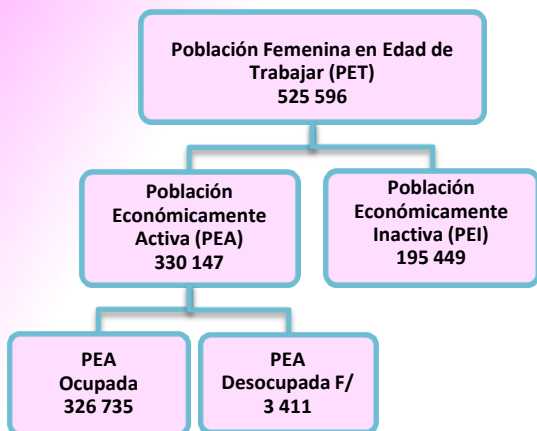 Población Femenina en Edad de
Trabajar (PET)
525 596
Población
Económicamente
Activa (PEA)
330 147
Población
Económicamente
Inactiva (PEI)
195 449
PEA
Ocupada
326 735
PEA
Desocupada F/
3 411